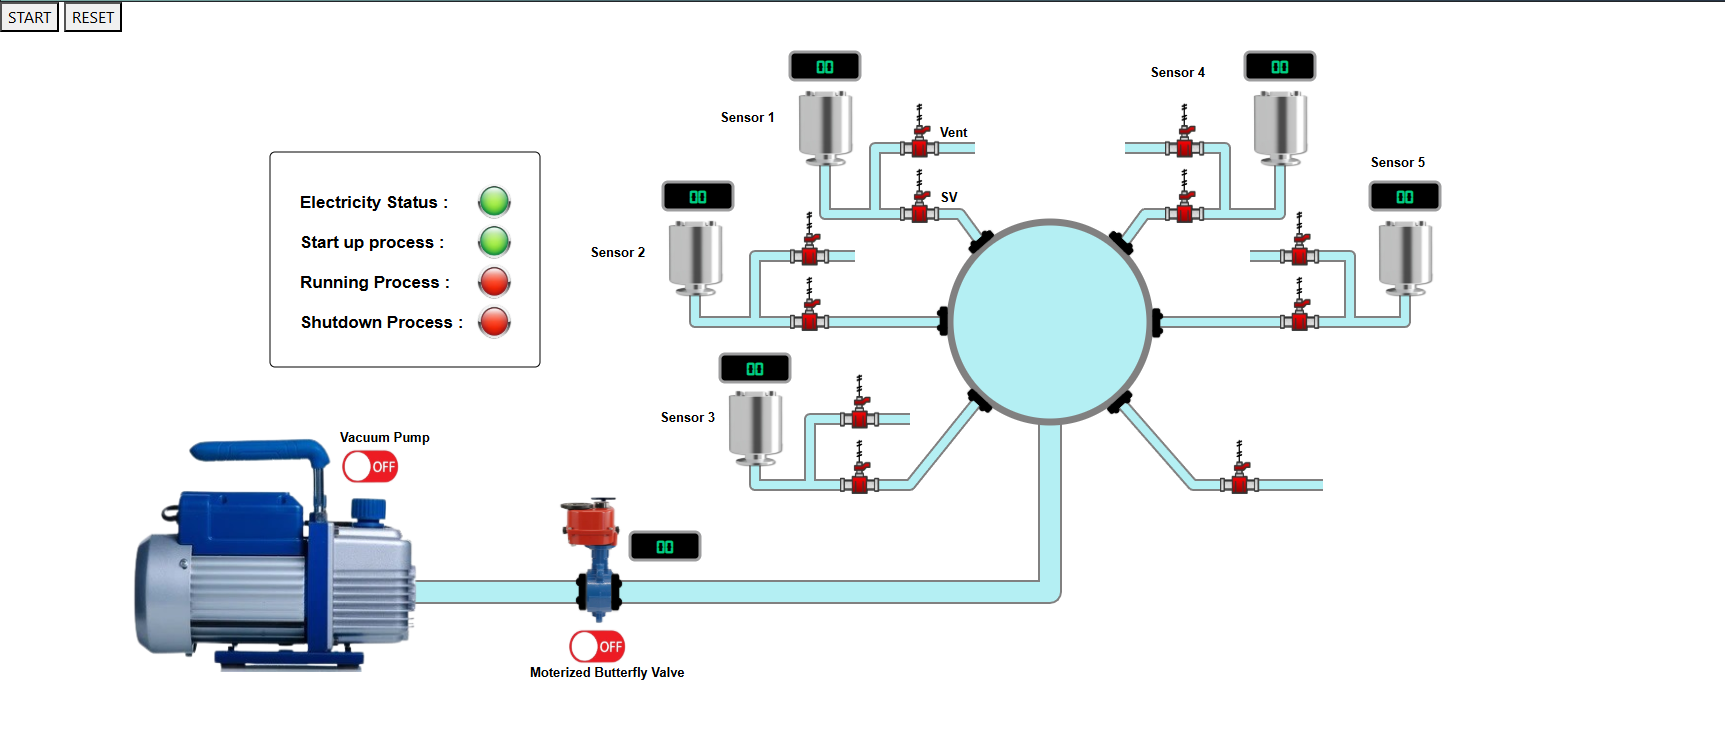 START RESET
00
Sensor 4
00
Sensor 1
Vent
Sensor 5
00
SV
00
Electricity Status :
Start up process :
Running Process :
Shutdown Process :
Sensor 2
00
Sensor 3
Vacuum Pump
OFF
00
OFF
Moterized Butterfly Valve